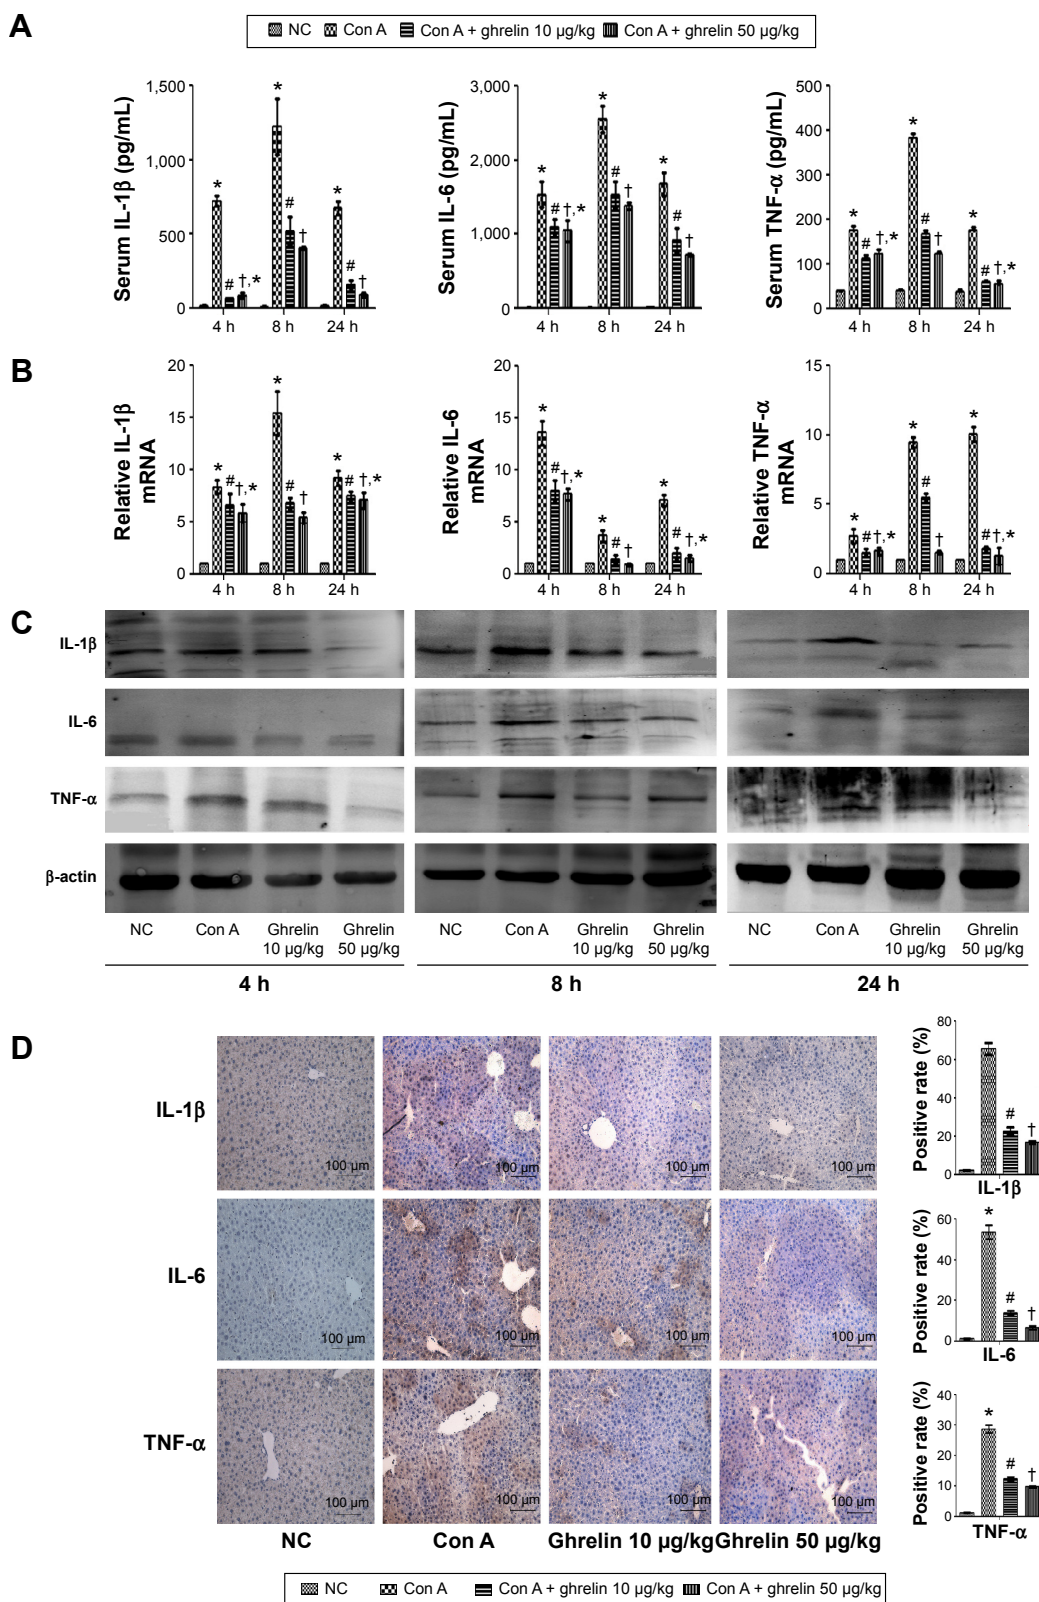 A
NC Con A Con A + ghrelin 10 µg/kg Con A + ghrelin 50 µg/kg
Serum IL-1β (pg/mL)
1,500
1,000
500
0
* # †,*
* # †
* # †
4 h 8 h 24 h
Serum IL-6 (pg/mL)
3,000
2,000
1,000
0
* # †,*
* # †
* # †
4 h 8 h 24 h
Serum TNF-α (pg/mL)
500
400
300
200
100
0
* # †,*
* # †
* # †,*
4 h 8 h 24 h
B
Relative IL-1β
mRNA
20
15
10
5
0
* # †,*
* # †
* # †,*
4 h 8 h 24 h
Relative IL-6
mRNA
20
15
10
5
0
* # †,*
* # †
* # †,*
4 h 8 h 24 h
Relative TNF-α
mRNA
15
10
5
0
* # †,*
* # †
* # †,*
4 h 8 h 24 h
C
IL-1β
IL-6
TNF-α
β-actin
NC Con A Ghrelin 10 µg/kg Ghrelin 50 µg/kg
NC Con A Ghrelin 10 µg/kg Ghrelin 50 µg/kg
NC Con A Ghrelin 10 µg/kg Ghrelin 50 µg/kg
4 h 8 h 24 h
D
IL-1β
100 µm 100 µm 100 µm 100 µm
Positive rate (%)
80
60
40
20
0
# †
IL-1β
IL-6
100 µm 100 µm 100 µm 100 µm
Positive rate (%)
60
40
20
0
* # †
IL-6
TNF-α
100 µm 100 µm 100 µm 100 µm
Positive rate (%)
40
30
20
10
0
* # †
TNF-α
NC Con A Ghrelin 10 µg/kg Ghrelin 50 µg/kg
NC Con A Con A + ghrelin 10 µg/kg Con A + ghrelin 50 µg/kg